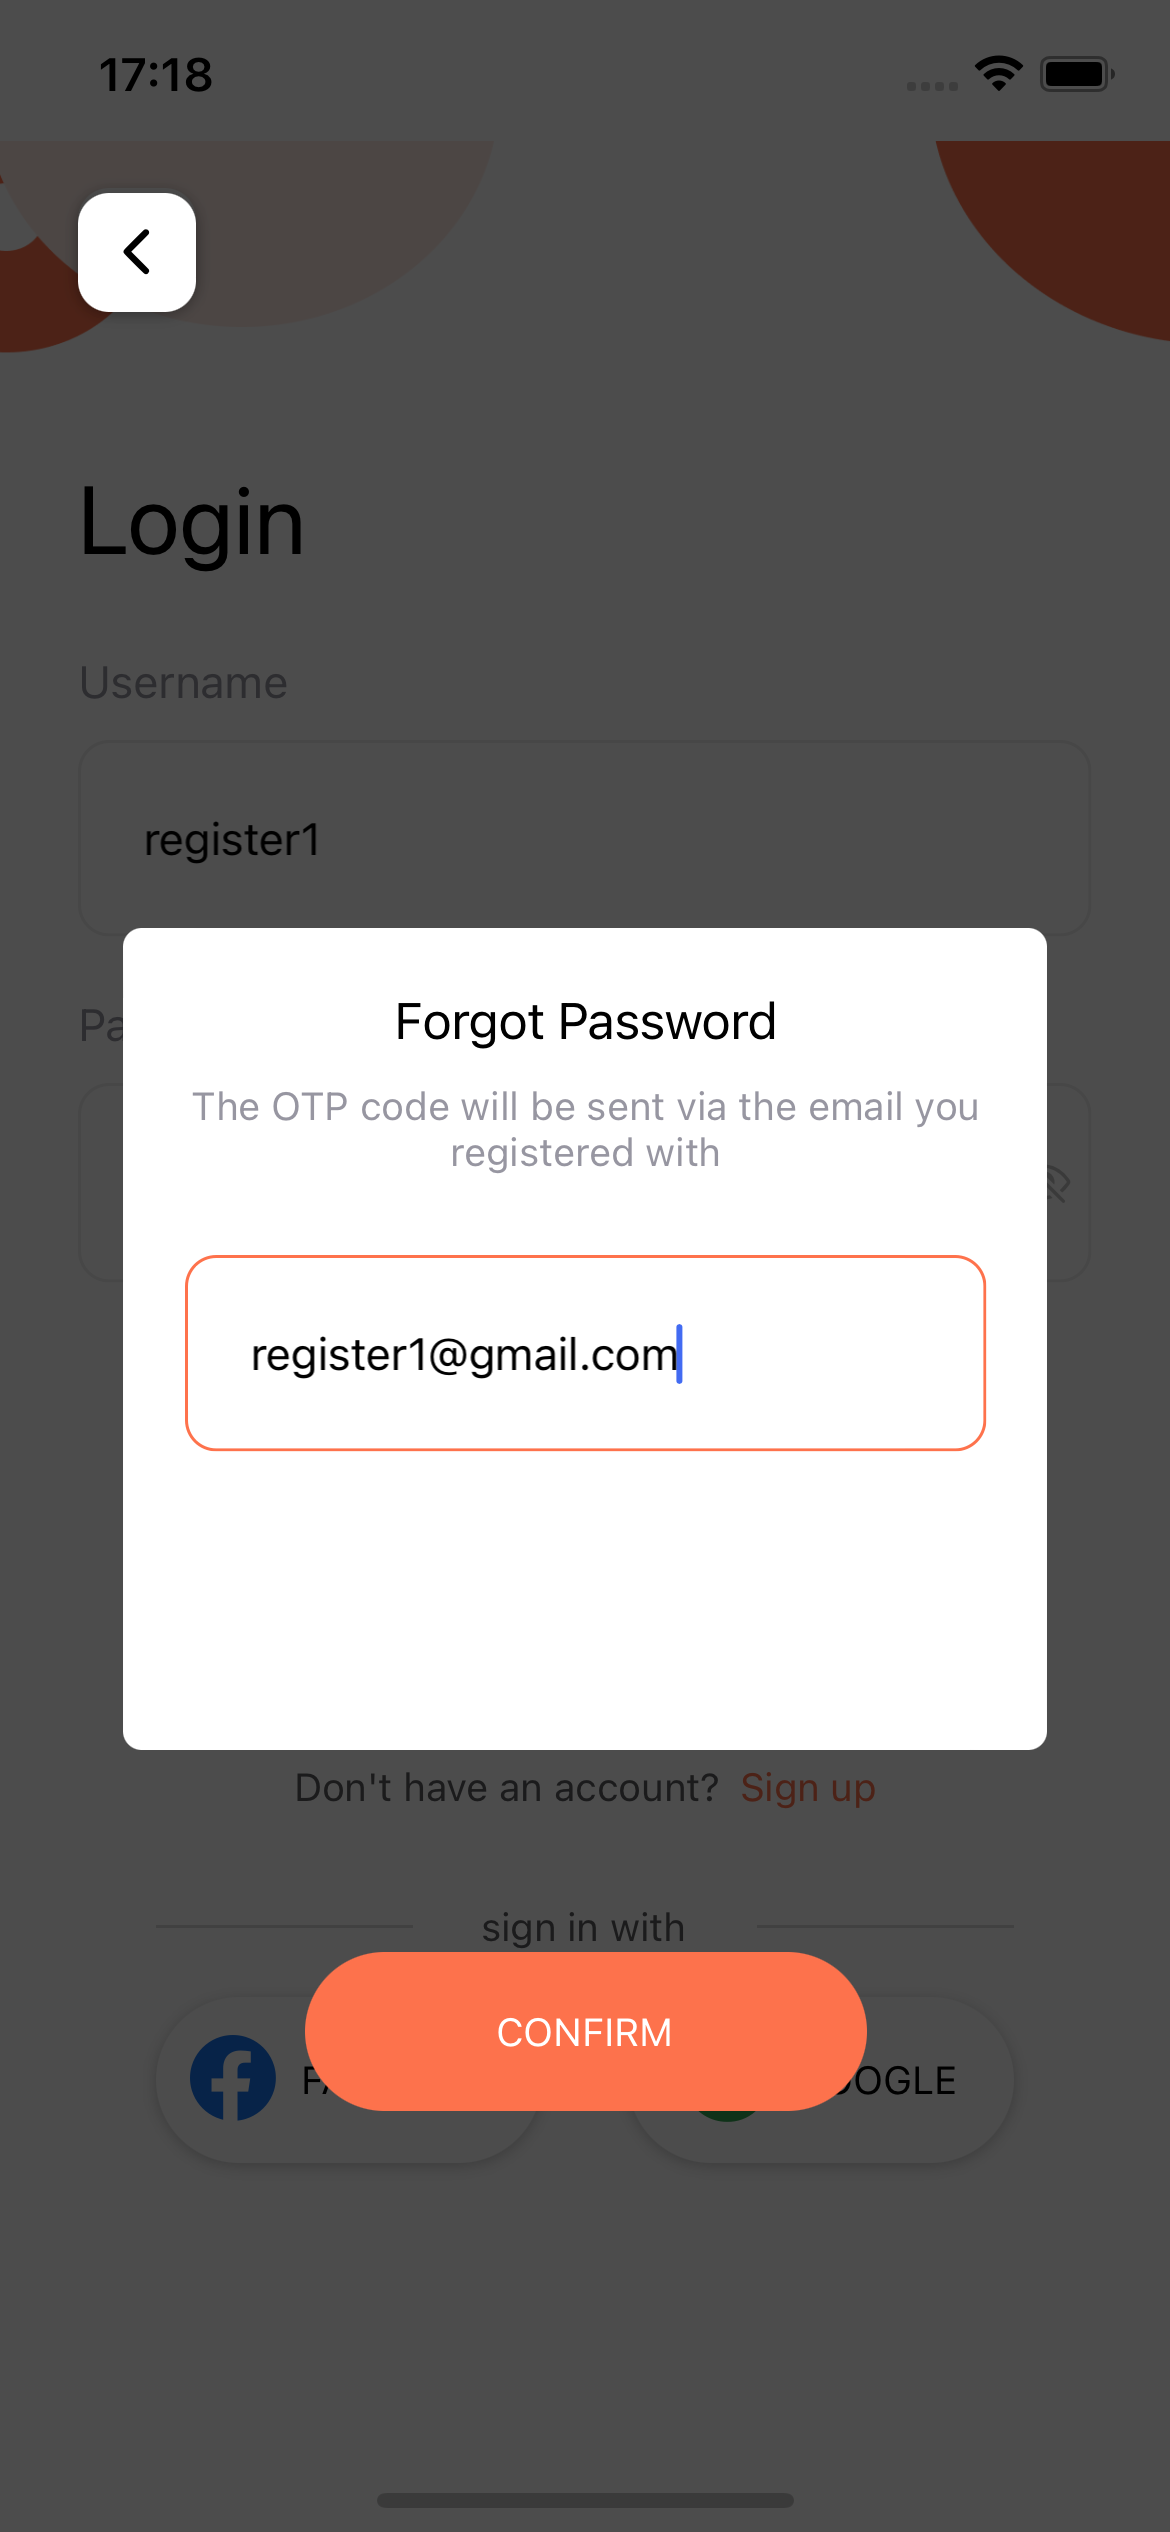 17:18
Login
Username
register1
Pa
Forgot Password
The OTP code will be sent via the email you
registered with
register1@gmail.com
Don't have an account? Sign up
sign in with
CONFIRM
OGLE